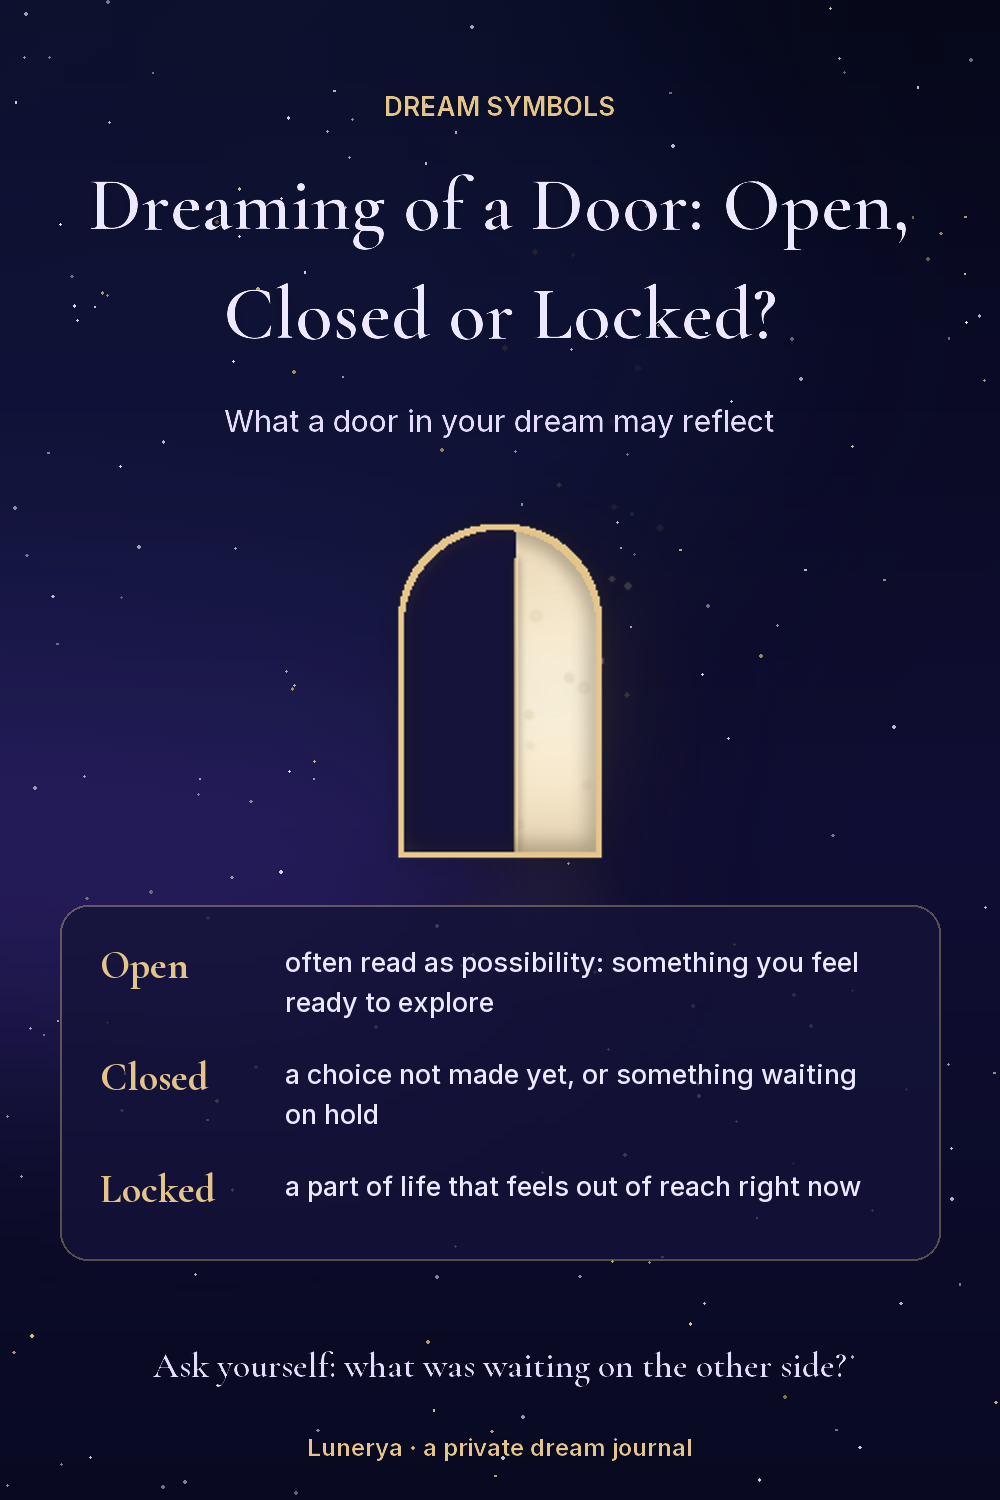 DREAM SYMBOLS
Dreaming of a Door: Open,
Closed or Locked?
What a door in your dream may reflect
Open
often read as possibility: something you feel
ready to explore
Closed
a choice not made yet, or something waiting
on hold
Locked
a part of life that feels out of reach right now
Ask yourself: what was waiting on the other side?
Lunerya · a private dream journal